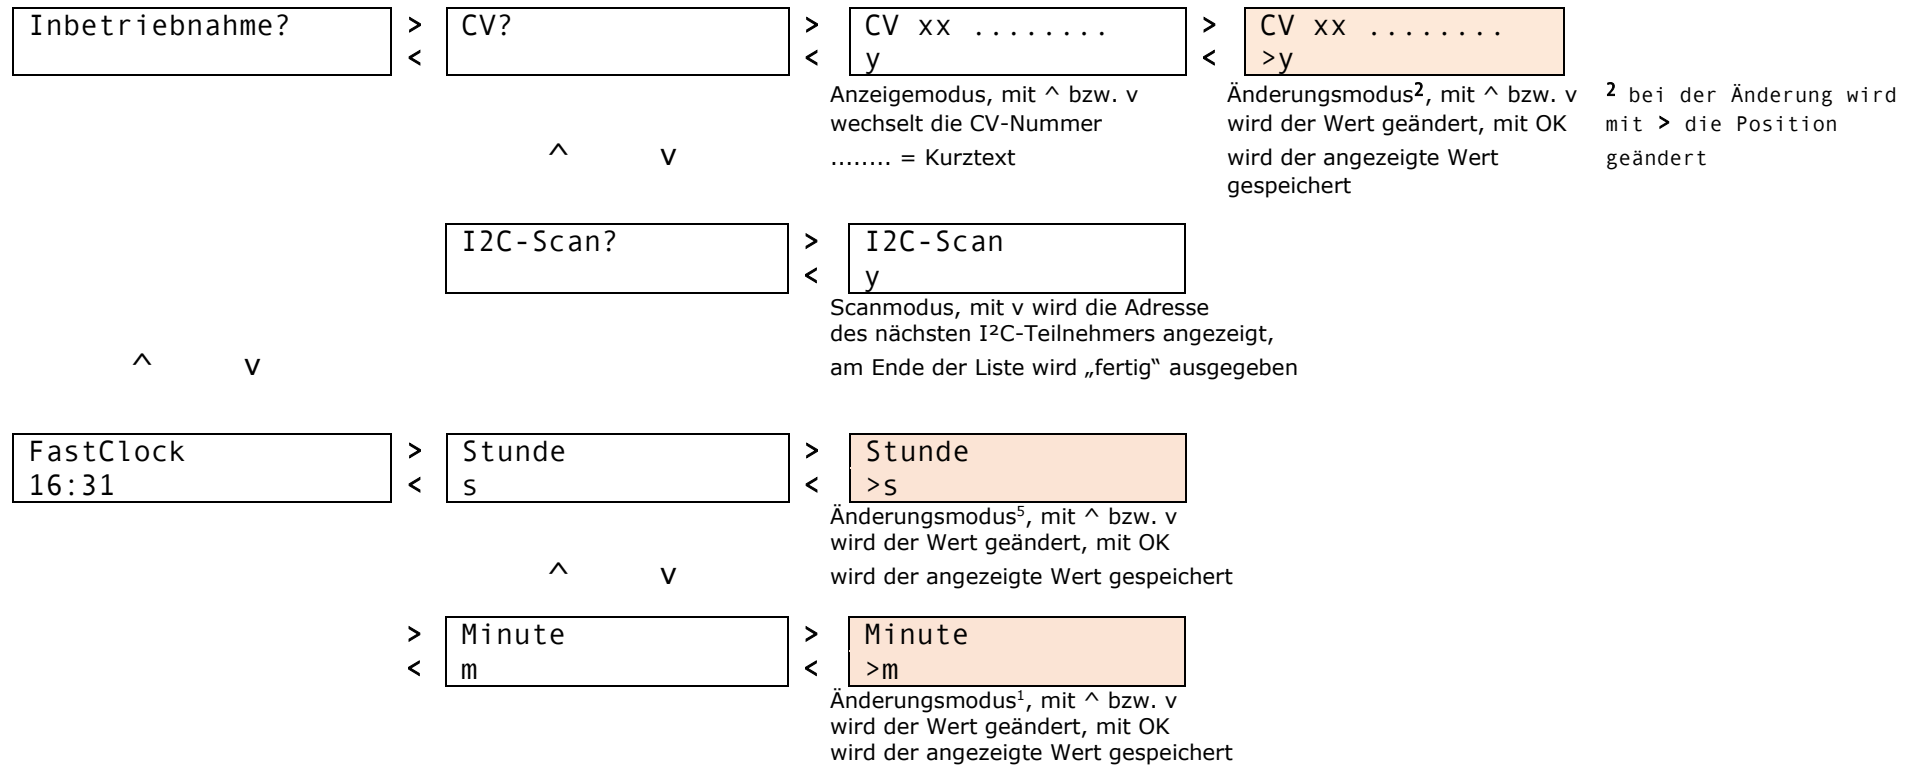 Inbetriebnahme? > CV? > CV xx ........ > CV xx ........
< < y < >y
Anzeigemodus, mit ^ bzw. v
wechselt die CV-Nummer
........ = Kurztext
Änderungsmodus², mit ^ bzw. v
wird der Wert geändert, mit OK
wird der angezeigte Wert
gespeichert
² bei der Änderung wird
mit > die Position
geändert
^ v
I2C-Scan? > I2C-Scan
< y
Scanmodus, mit v wird die Adresse
des nächsten I²C-Teilnehmers angezeigt,
am Ende der Liste wird „fertig“ ausgegeben
^ v
FastClock > Stunde > Stunde
16:31 < s < >s
Änderungsmodus⁵, mit ^ bzw. v
wird der Wert geändert, mit OK
wird der angezeigte Wert gespeichert
^ v
> Minute > Minute
< m < >m
Änderungsmodus¹, mit ^ bzw. v
wird der Wert geändert, mit OK
wird der angezeigte Wert gespeichert